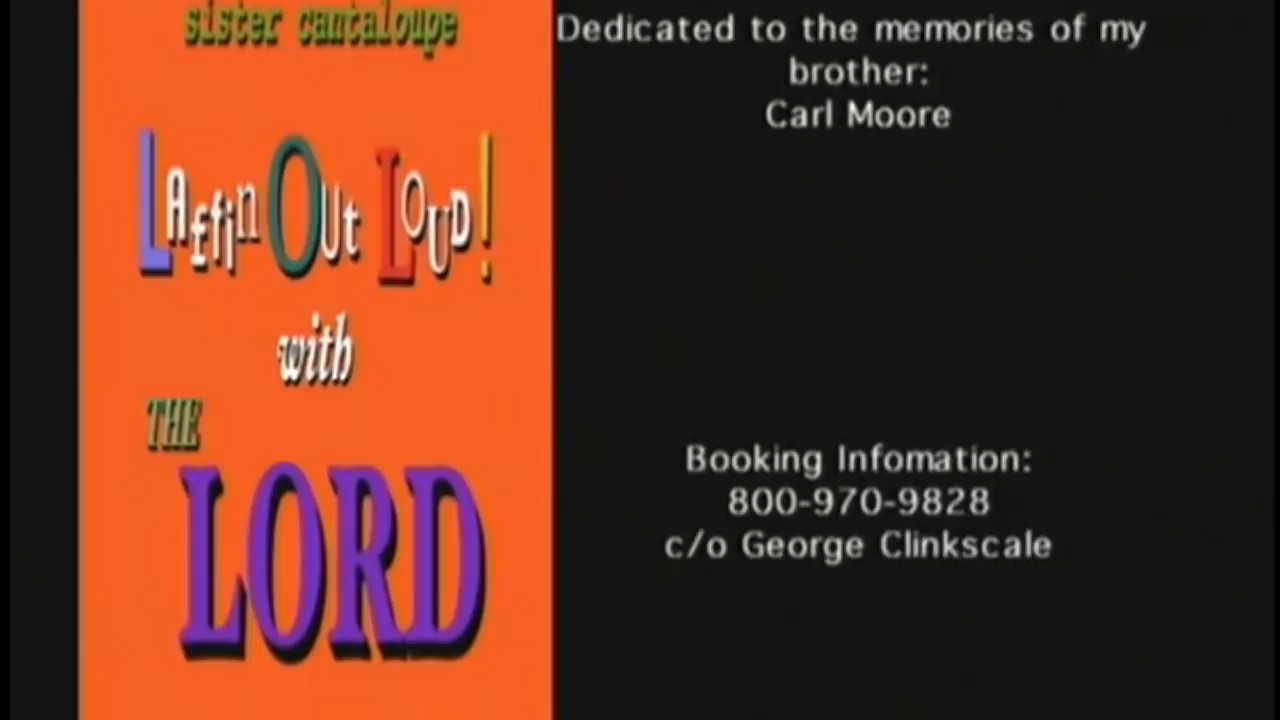 sister cantaloupe
LAffin Out LoUD!
with
THE
LORD
Dedicated to the memories of my
brother:
Carl Moore
Booking Infomation:
800-970-9828
c/o George Clinkscale